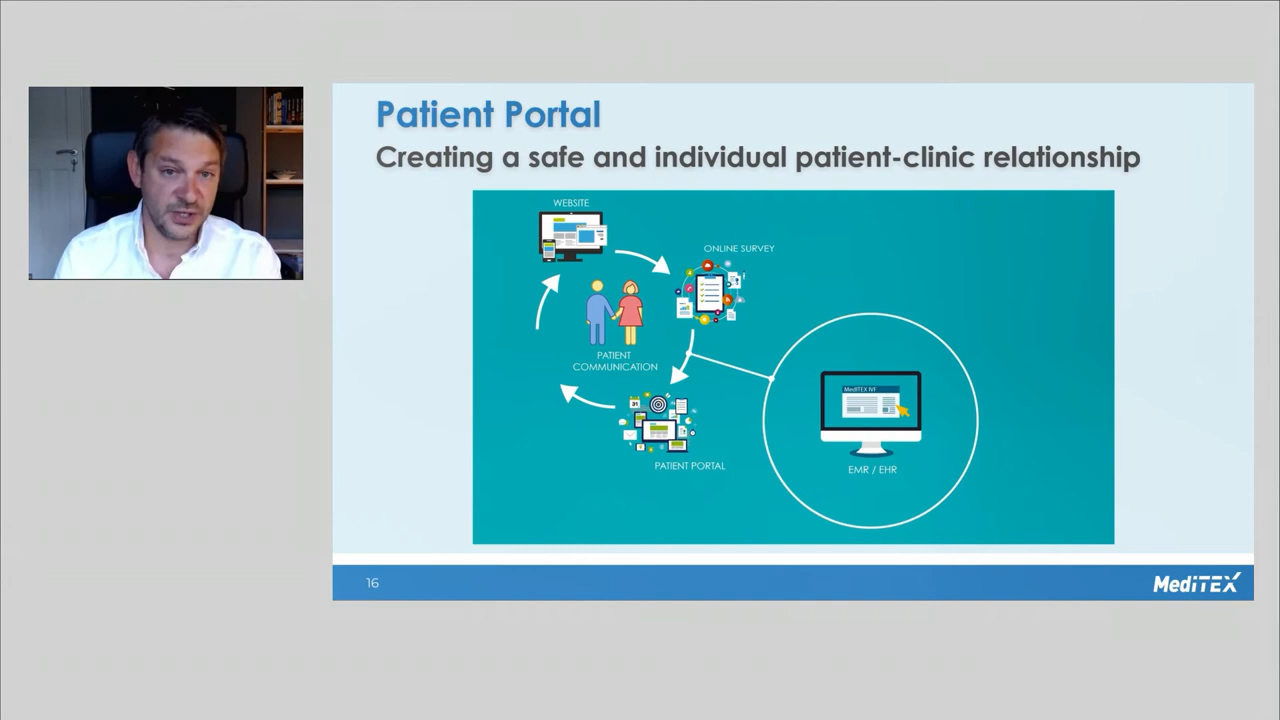 Patient Portal
Creating a safe and individual patient-clinic relationship
WEBSITE
ONLINE SURVEY
PATIENT
COMMUNICATION
31
MedITEX IVF
PATIENT PORTAL
EMR / EHR
16
MedITEX